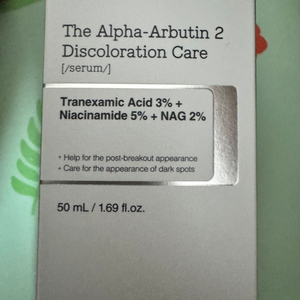 The Alpha-Arbutin 2
Discoloration Care
[/serum/]
Tranexamic Acid 3% +
Niacinamide 5% + NAG 2%
• Help for the post-breakout appearance
• Care for the appearance of dark spots
50 mL / 1.69 fl.oz.